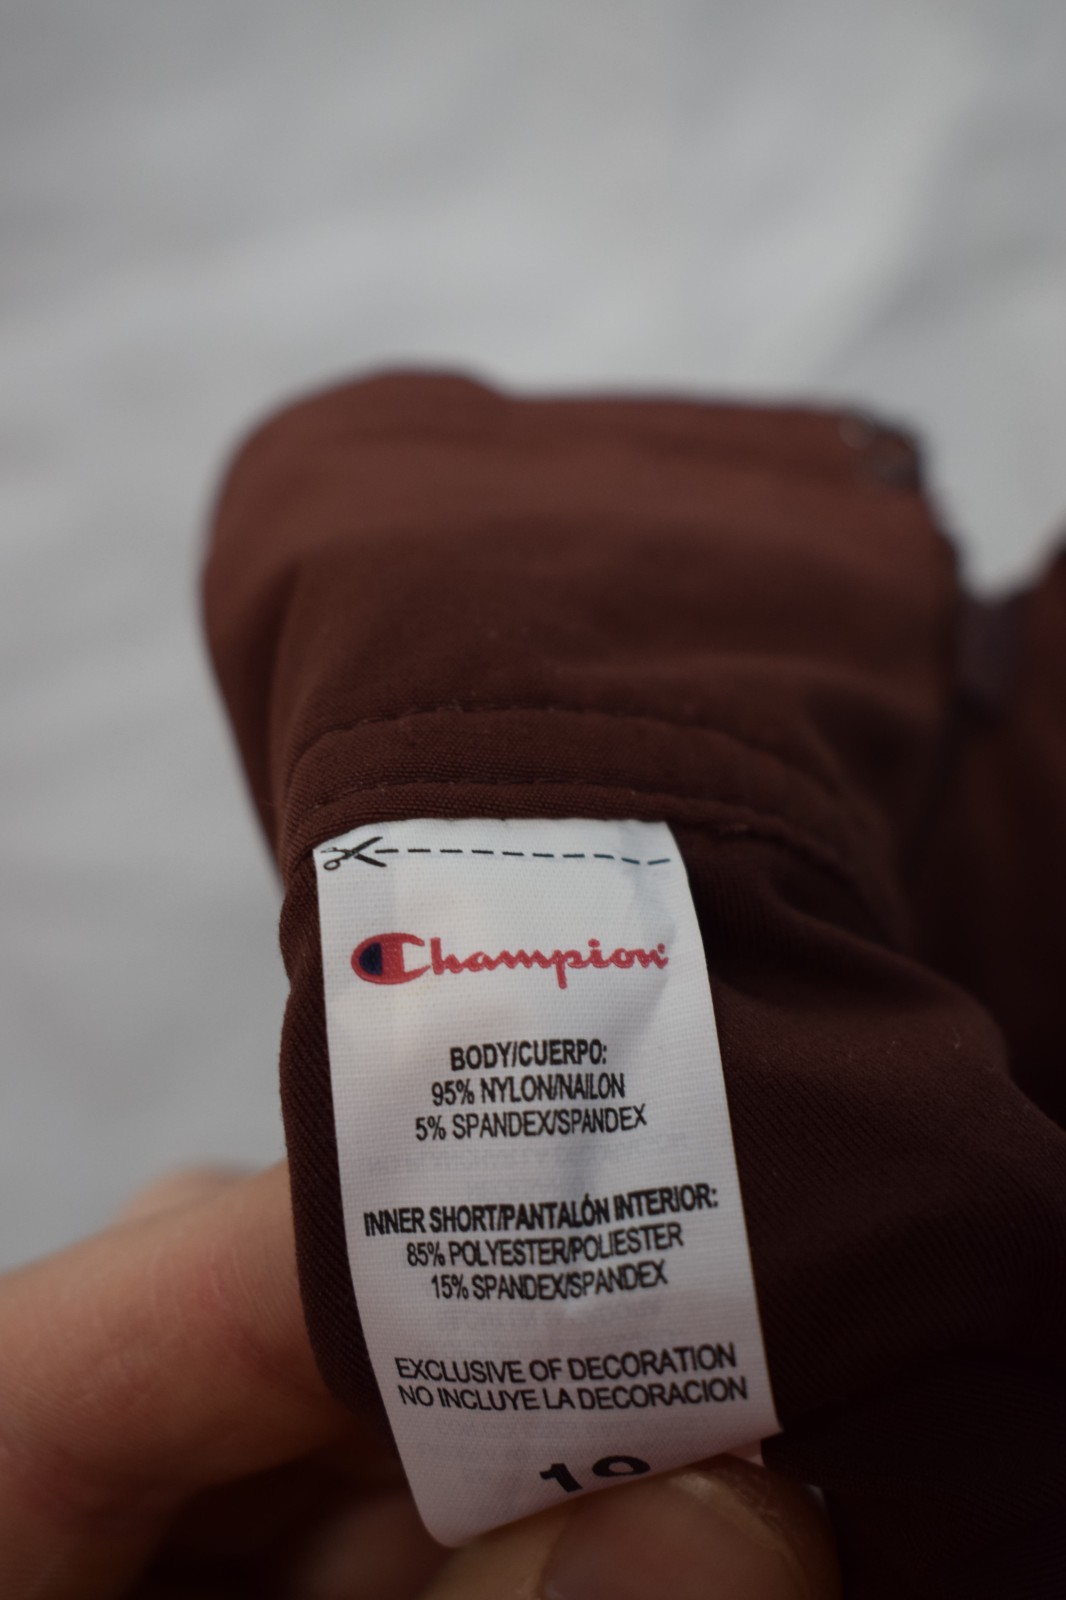 Champion
BODY/CUERPO:
95% NYLON/NAILON
5% SPANDEX/SPANDEX
INNER SHORT/PANTALÓN INTERIOR:
85% POLYESTER/POLIESTER
15% SPANDEX/SPANDEX
EXCLUSIVE OF DECORATION
NO INCLUYE LA DECORACION